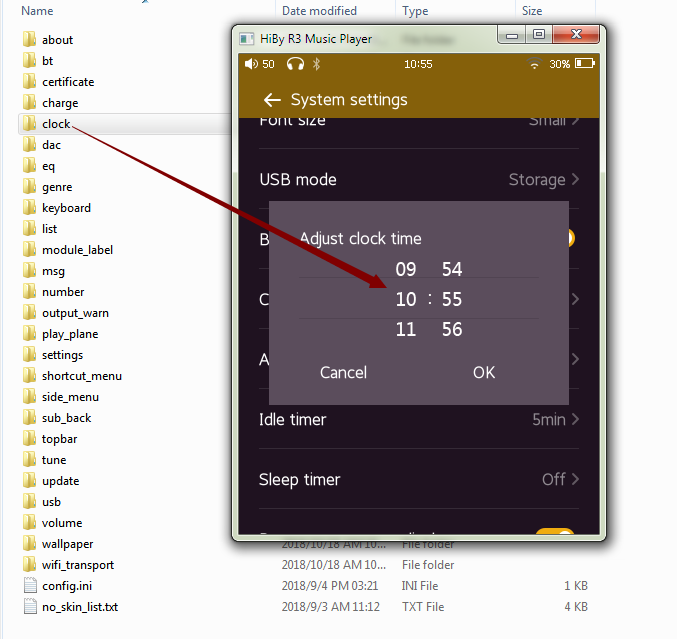 Name Date modified Type Size
about
bt
certificate
charge
clock
dac
eq
genre
keyboard
list
module_label
msg
number
output_warn
play_plane
settings
shortcut_menu
side_menu
sub_back
topbar
tune
update
usb
volume
wallpaper 2018/10/18 AM 10... File folder
wifi_transport 2018/10/18 AM 10... File folder
config.ini 2018/9/4 PM 03:21 INI File 1 KB
no_skin_list.txt 2018/9/3 AM 11:12 TXT File 4 KB
HiBy R3 Music Player
50 10:55 30%
System settings
Font size Small
USB mode Storage
B
Adjust clock time
09 54
C
10 : 55
11 56
A
Cancel OK
Idle timer 5min
Sleep timer Off